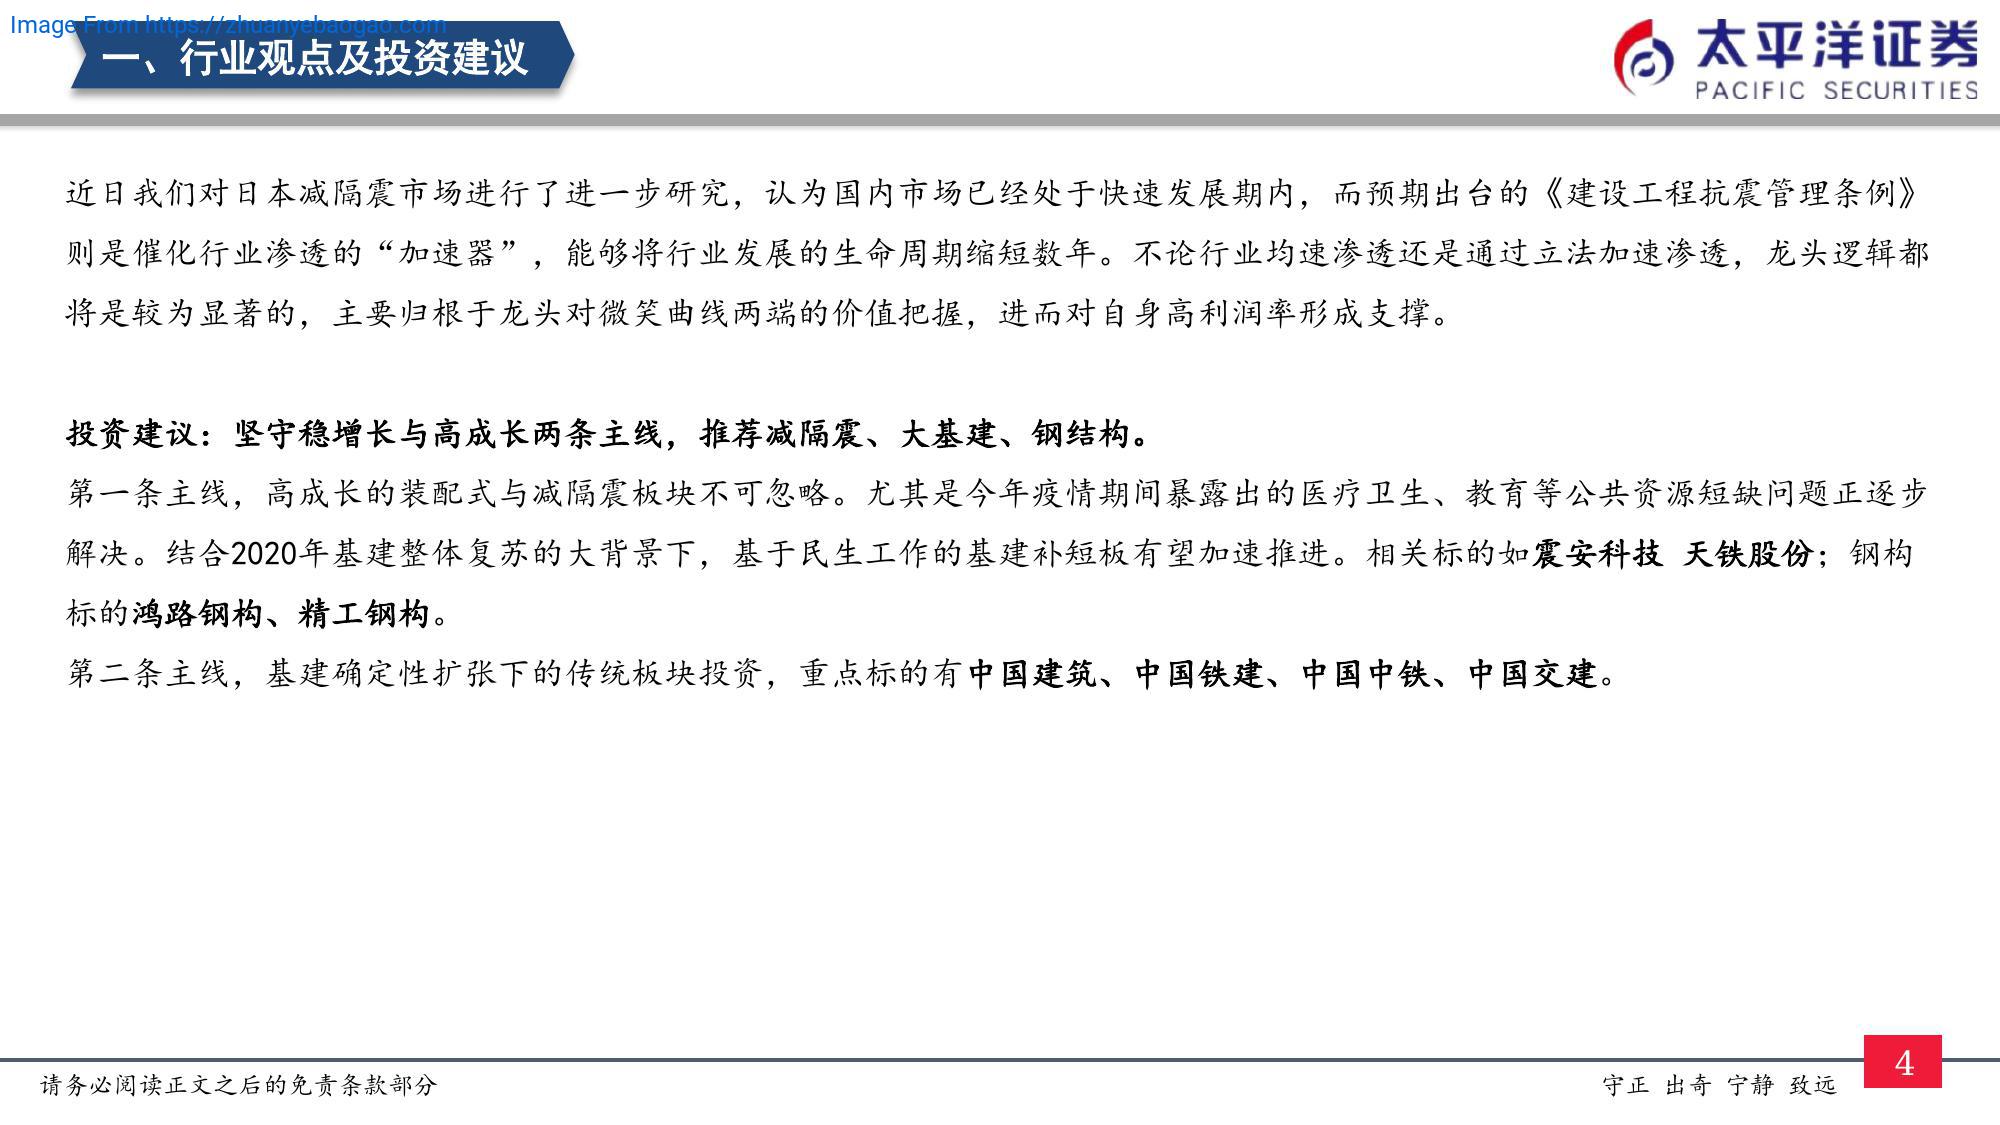 Image From https://zhuanyebaogao.com
一、行业观点及投资建议
太平洋证券
PACIFIC SECURITIES
近日我们对日本减隔震市场进行了进一步研究，认为国内市场已经处于快速发展期内，而预期出台的《建设工程抗震管理条例》
则是催化行业渗透的“加速器”，能够将行业发展的生命周期缩短数年。不论行业均速渗透还是通过立法加速渗透，龙头逻辑都
将是较为显著的，主要归根于龙头对微笑曲线两端的价值把握，进而对自身高利润率形成支撑。
投资建议：坚守稳增长与高成长两条主线，推荐减隔震、大基建、钢结构。
第一条主线，高成长的装配式与减隔震板块不可忽略。尤其是今年疫情期间暴露出的医疗卫生、教育等公共资源短缺问题正逐步
解决。结合2020年基建整体复苏的大背景下，基于民生工作的基建补短板有望加速推进。相关标的如震安科技 天铁股份；钢构
标的鸿路钢构、精工钢构。
第二条主线，基建确定性扩张下的传统板块投资，重点标的有中国建筑、中国铁建、中国中铁、中国交建。
请务必阅读正文之后的免责条款部分
守正 出奇 宁静 致远
4